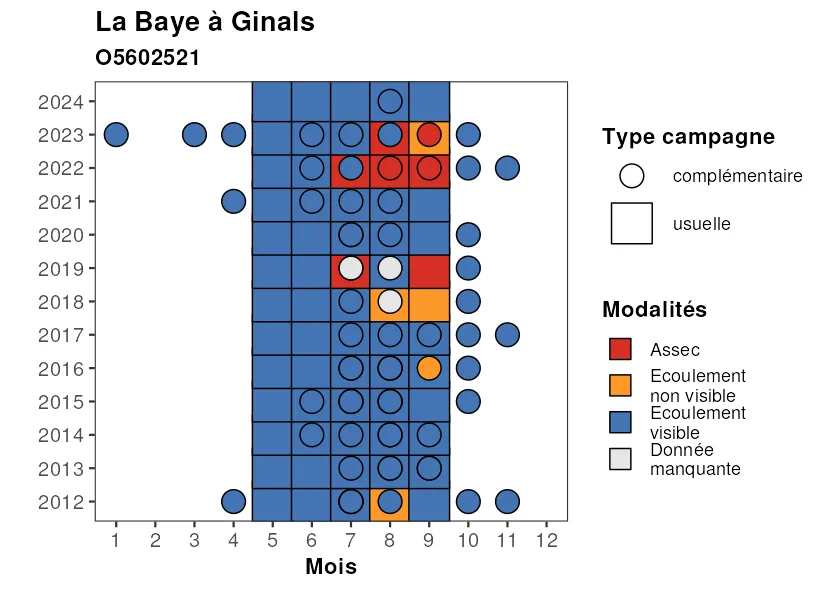 La Baye à Ginals
O5602521
2024
2023
2022
2021
2020
2019
2018
2017
2016
2015
2014
2013
2012
1 2 3 4 5 6 7 8 9 10 11 12
Mois
Type campagne
complémentaire
usuelle
Modalités
Assec
Ecoulement
non visible
Ecoulement
visible
Donnée
manquante